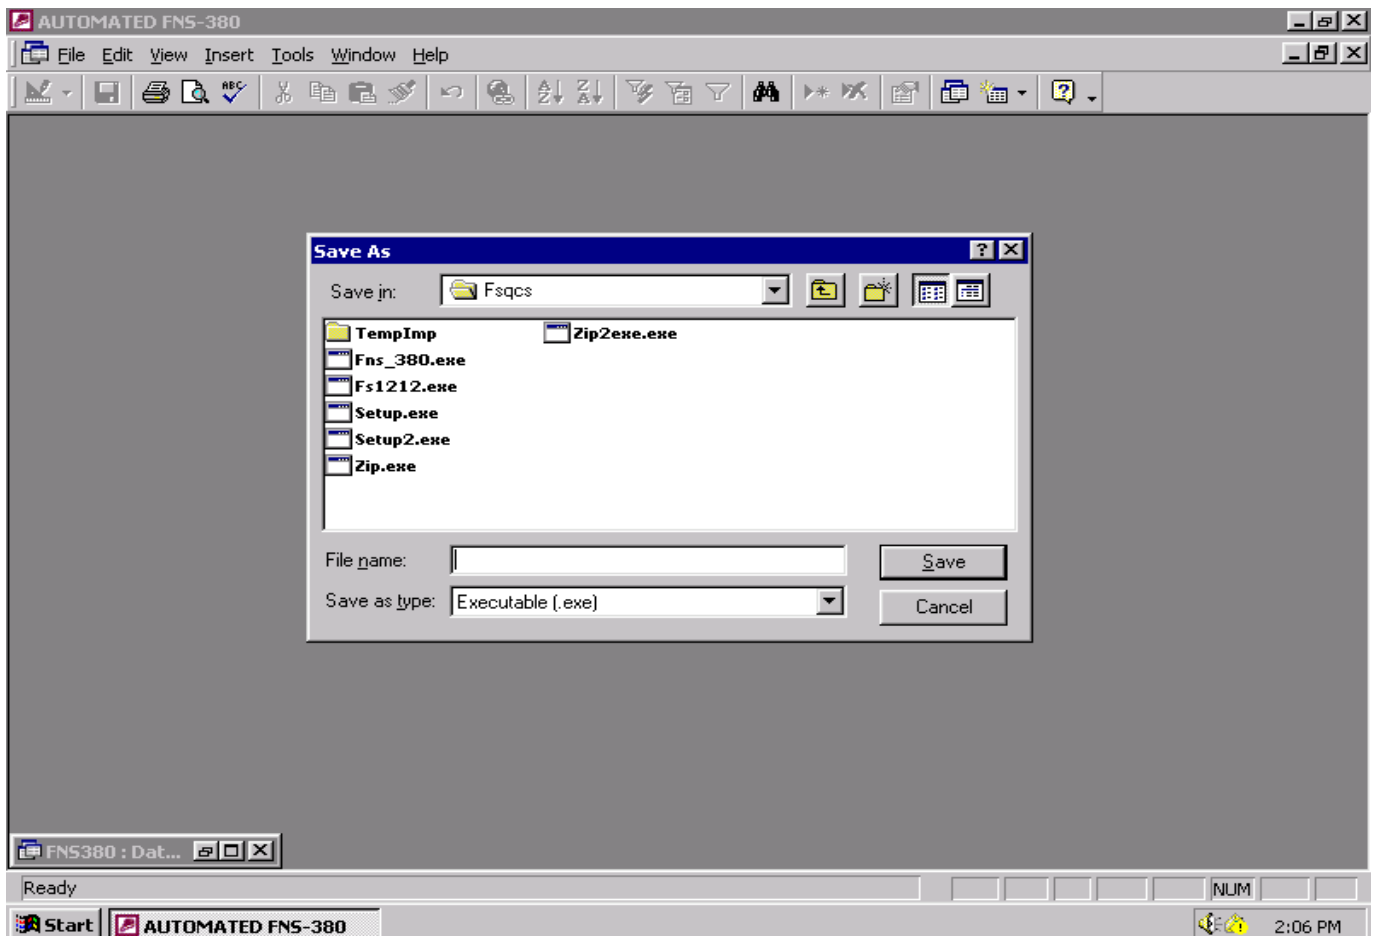 AUTOMATED FNS-380
File Edit View Insert Tools Window Help
Save As
Save in: Fsqcs
TempImp
Zip2exe.exe
Fns_380.exe
Fs1212.exe
Setup.exe
Setup2.exe
Zip.exe
File name:
Save
Save as type: Executable (.exe)
Cancel
FNS380 : Dat...
Ready
NUM
Start AUTOMATED FNS-380 2:06 PM